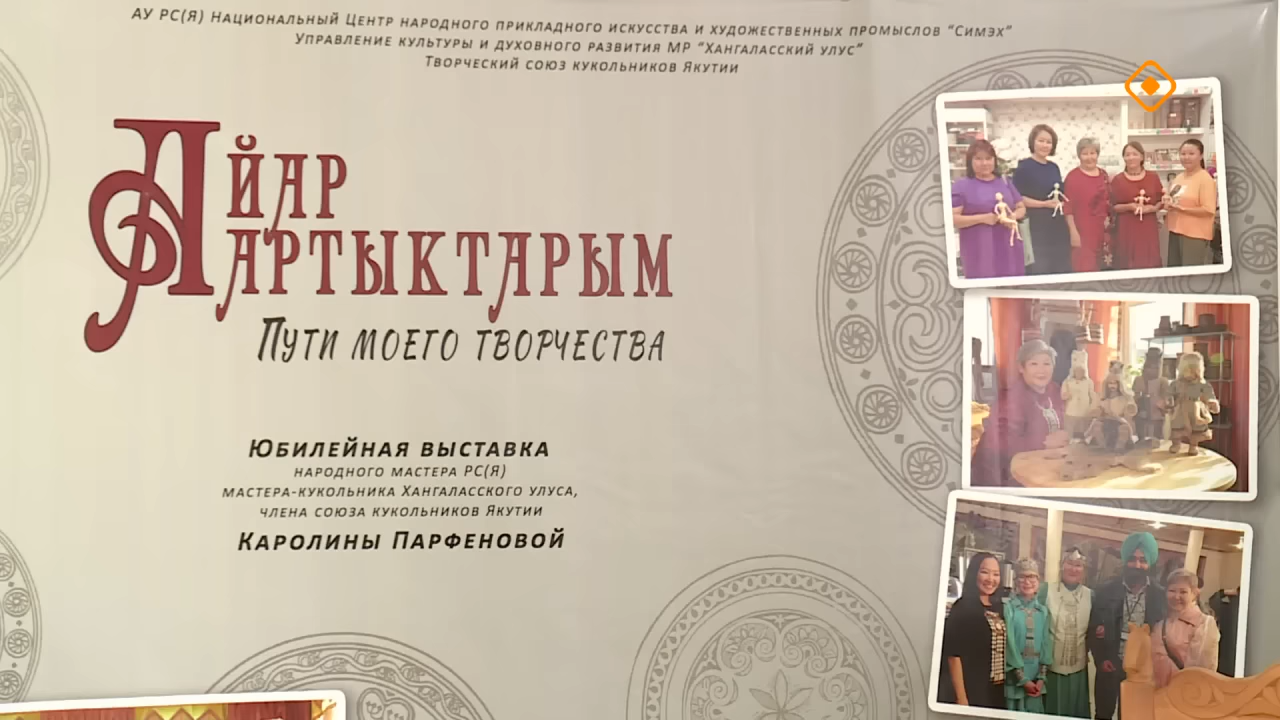 АУ РС(Я) Национальный Центр народного прикладного искусства и художественных промыслов "Симэх"
Управление культуры и духовного развития МР "Хангаласский улус"
Творческий союз кукольников Якутии
Айар
Аартыктарым
Пути моего творчества
Юбилейная выставка
народного мастера РС(Я)
мастера-кукольника Хангаласского улуса,
члена союза кукольников Якутии
Каролины Парфеновой